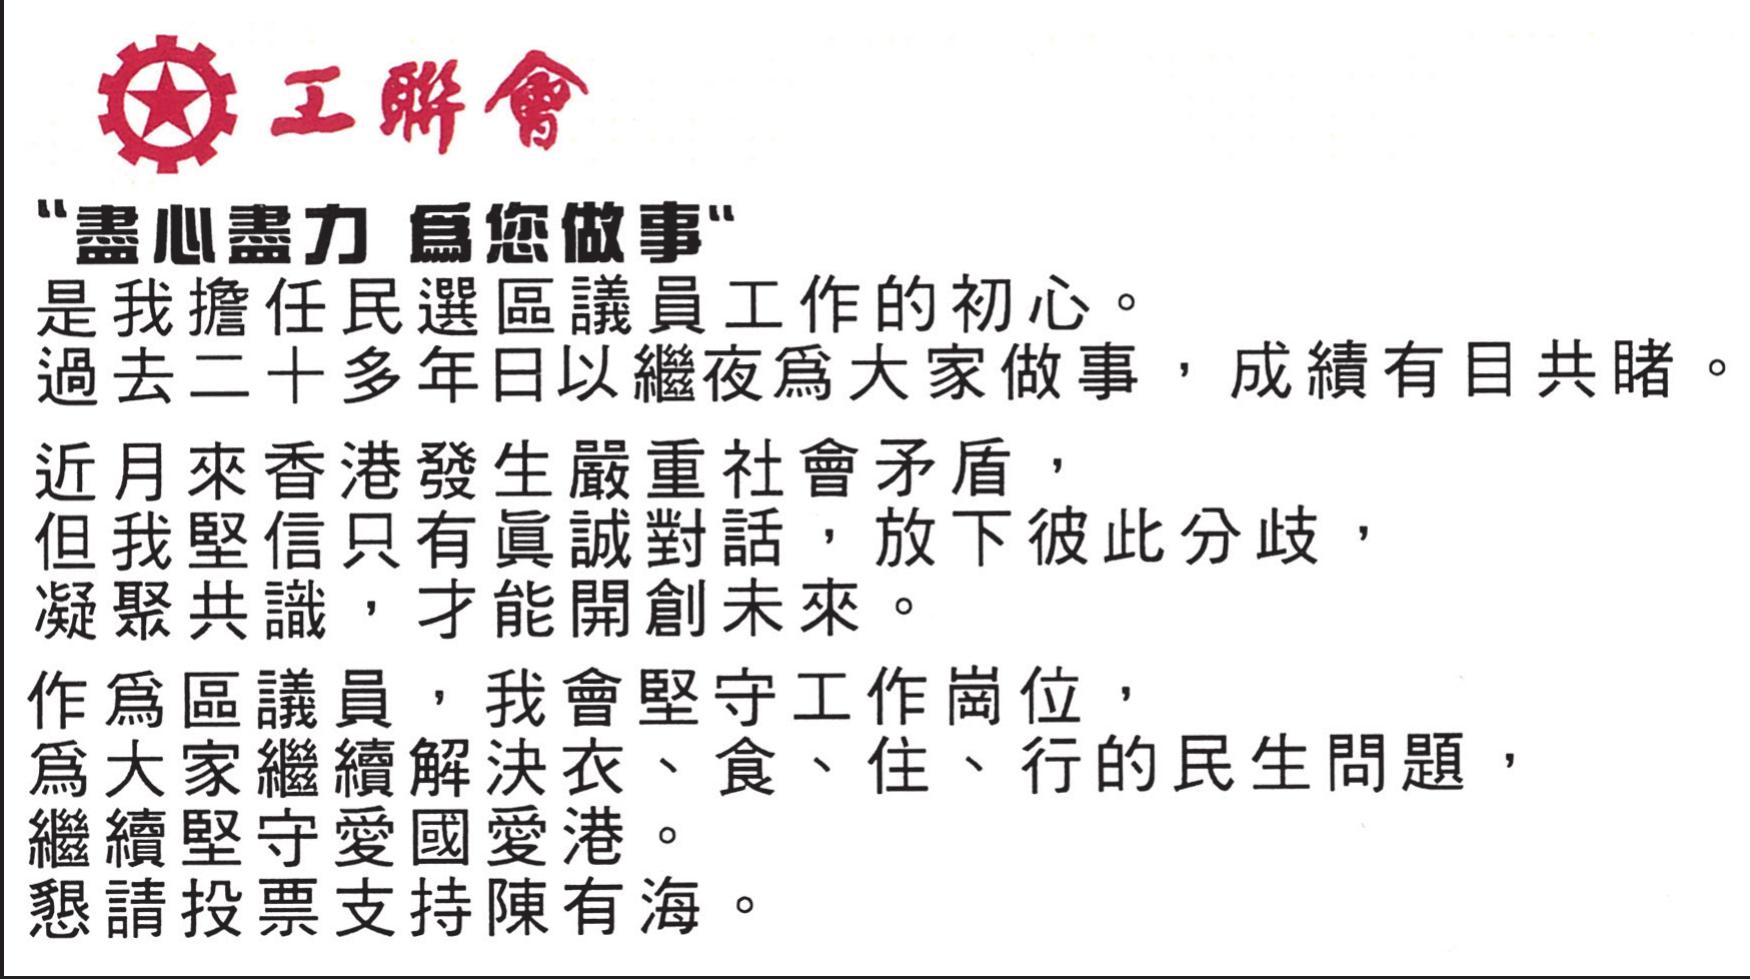 工聯會
“盡心盡力 爲您做事“
是我擔任民選區議員工作的初心。
過去二十多年日以繼夜爲大家做事，成績有目共睹。
近月來香港發生嚴重社會矛盾，
但我堅信只有眞誠對話，放下彼此分歧，
凝聚共識，才能開創未來。
作爲區議員，我會堅守工作崗位，
爲大家繼續解決衣、食、住、行的民生問題，
繼續堅守愛國愛港。
懇請投票支持陳有海。